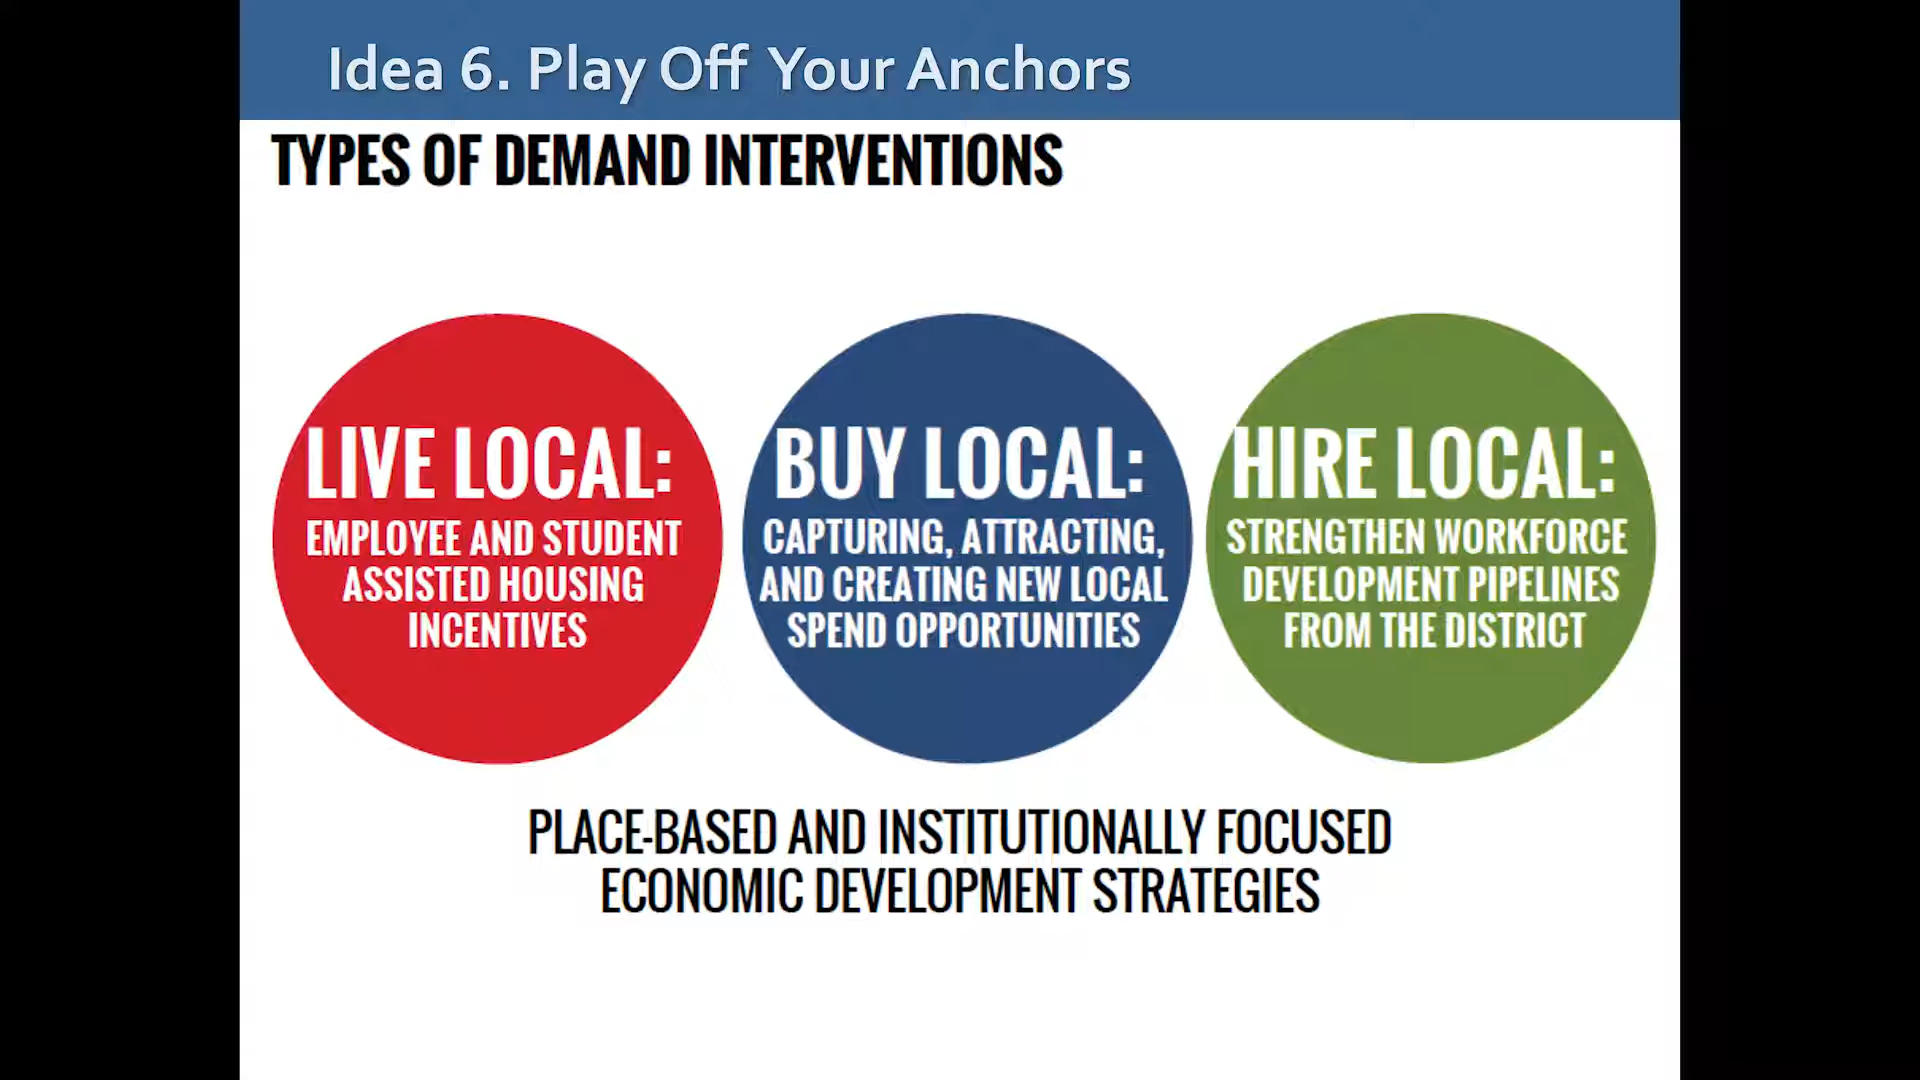 Idea 6. Play Off Your Anchors
TYPES OF DEMAND INTERVENTIONS
LIVE LOCAL:
EMPLOYEE AND STUDENT
ASSISTED HOUSING
INCENTIVES
BUY LOCAL:
CAPTURING, ATTRACTING,
AND CREATING NEW LOCAL
SPEND OPPORTUNITIES
HIRE LOCAL:
STRENGTHEN WORKFORCE
DEVELOPMENT PIPELINES
FROM THE DISTRICT
PLACE-BASED AND INSTITUTIONALLY FOCUSED
ECONOMIC DEVELOPMENT STRATEGIES